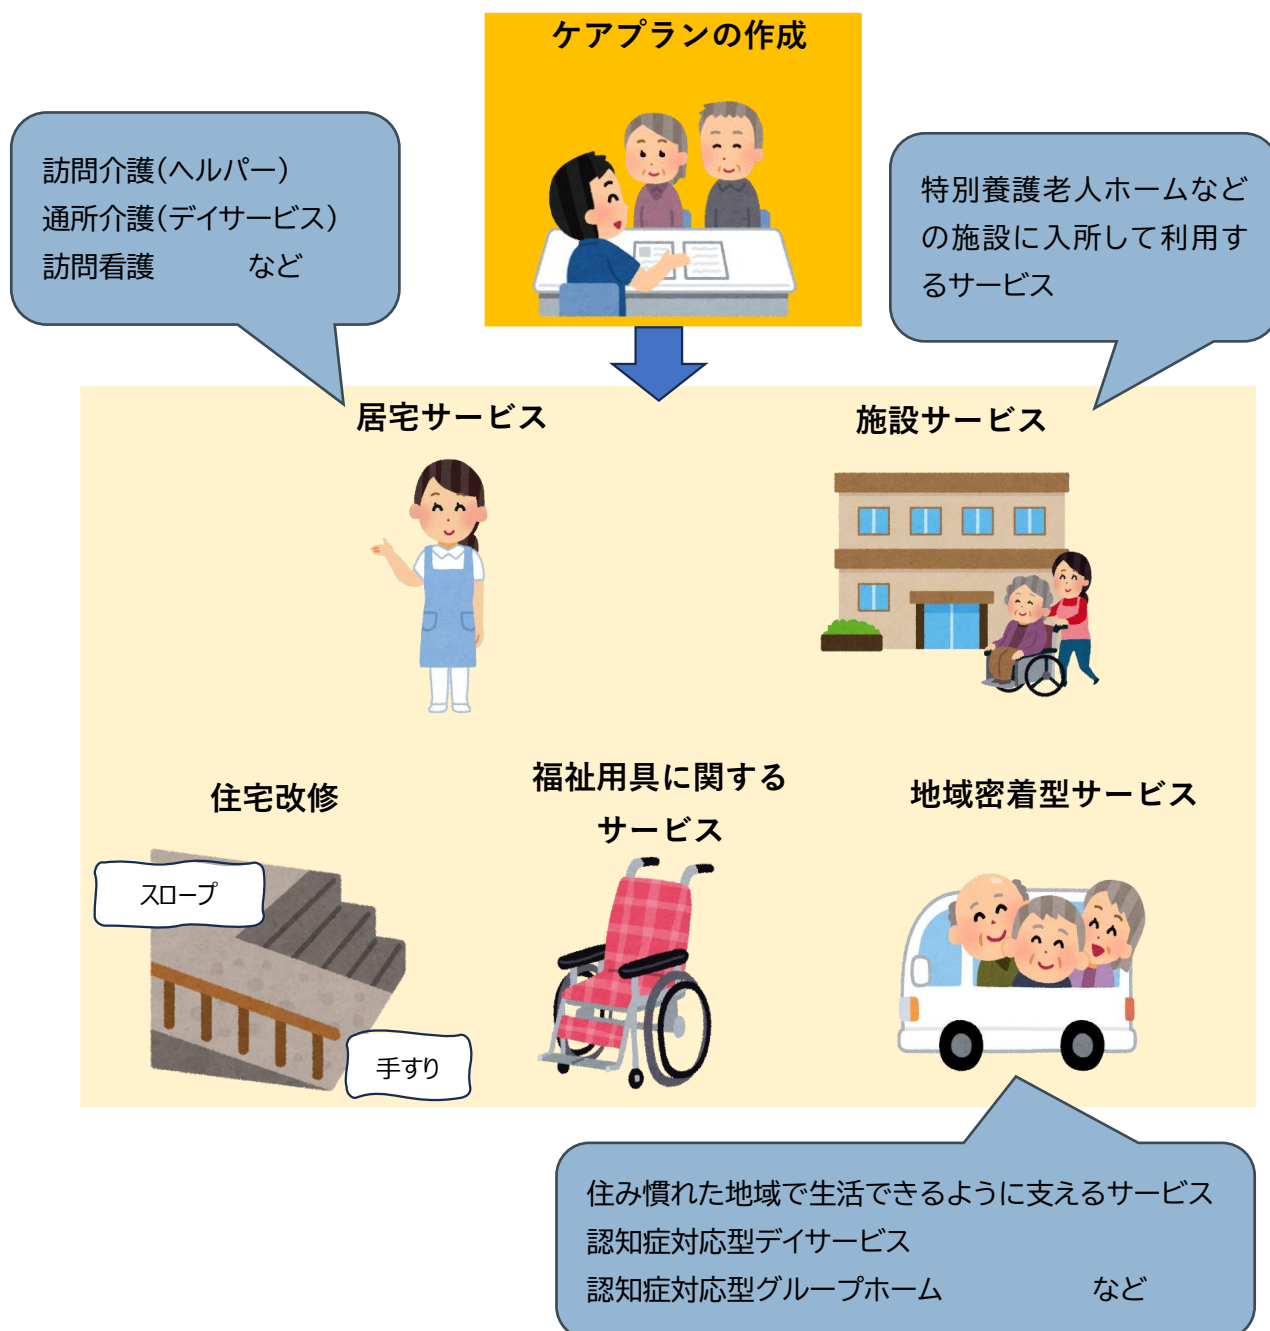 ケアプランの作成
訪問介護(ヘルパー)
通所介護(デイサービス)
訪問看護　　　など
特別養護老人ホームなど
の施設に入所して利用す
るサービス
居宅サービス
施設サービス
住宅改修
スロープ
手すり
福祉用具に関する
サービス
地域密着型サービス
住み慣れた地域で生活できるように支えるサービス
認知症対応型デイサービス
認知症対応型グループホーム　　　　　など